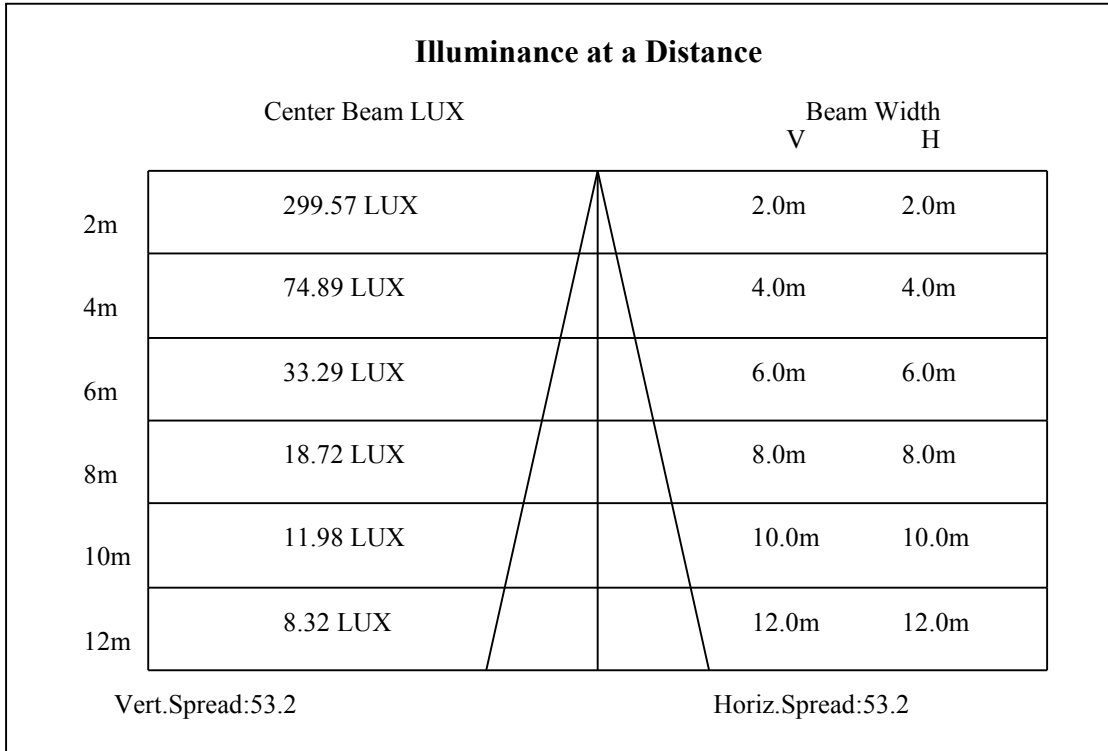 Illuminance at a Distance
Center Beam LUX Beam Width
V H
2m 299.57 LUX 2.0m 2.0m
4m 74.89 LUX 4.0m 4.0m
6m 33.29 LUX 6.0m 6.0m
8m 18.72 LUX 8.0m 8.0m
10m 11.98 LUX 10.0m 10.0m
12m 8.32 LUX 12.0m 12.0m
Vert.Spread:53.2 Horiz.Spread:53.2